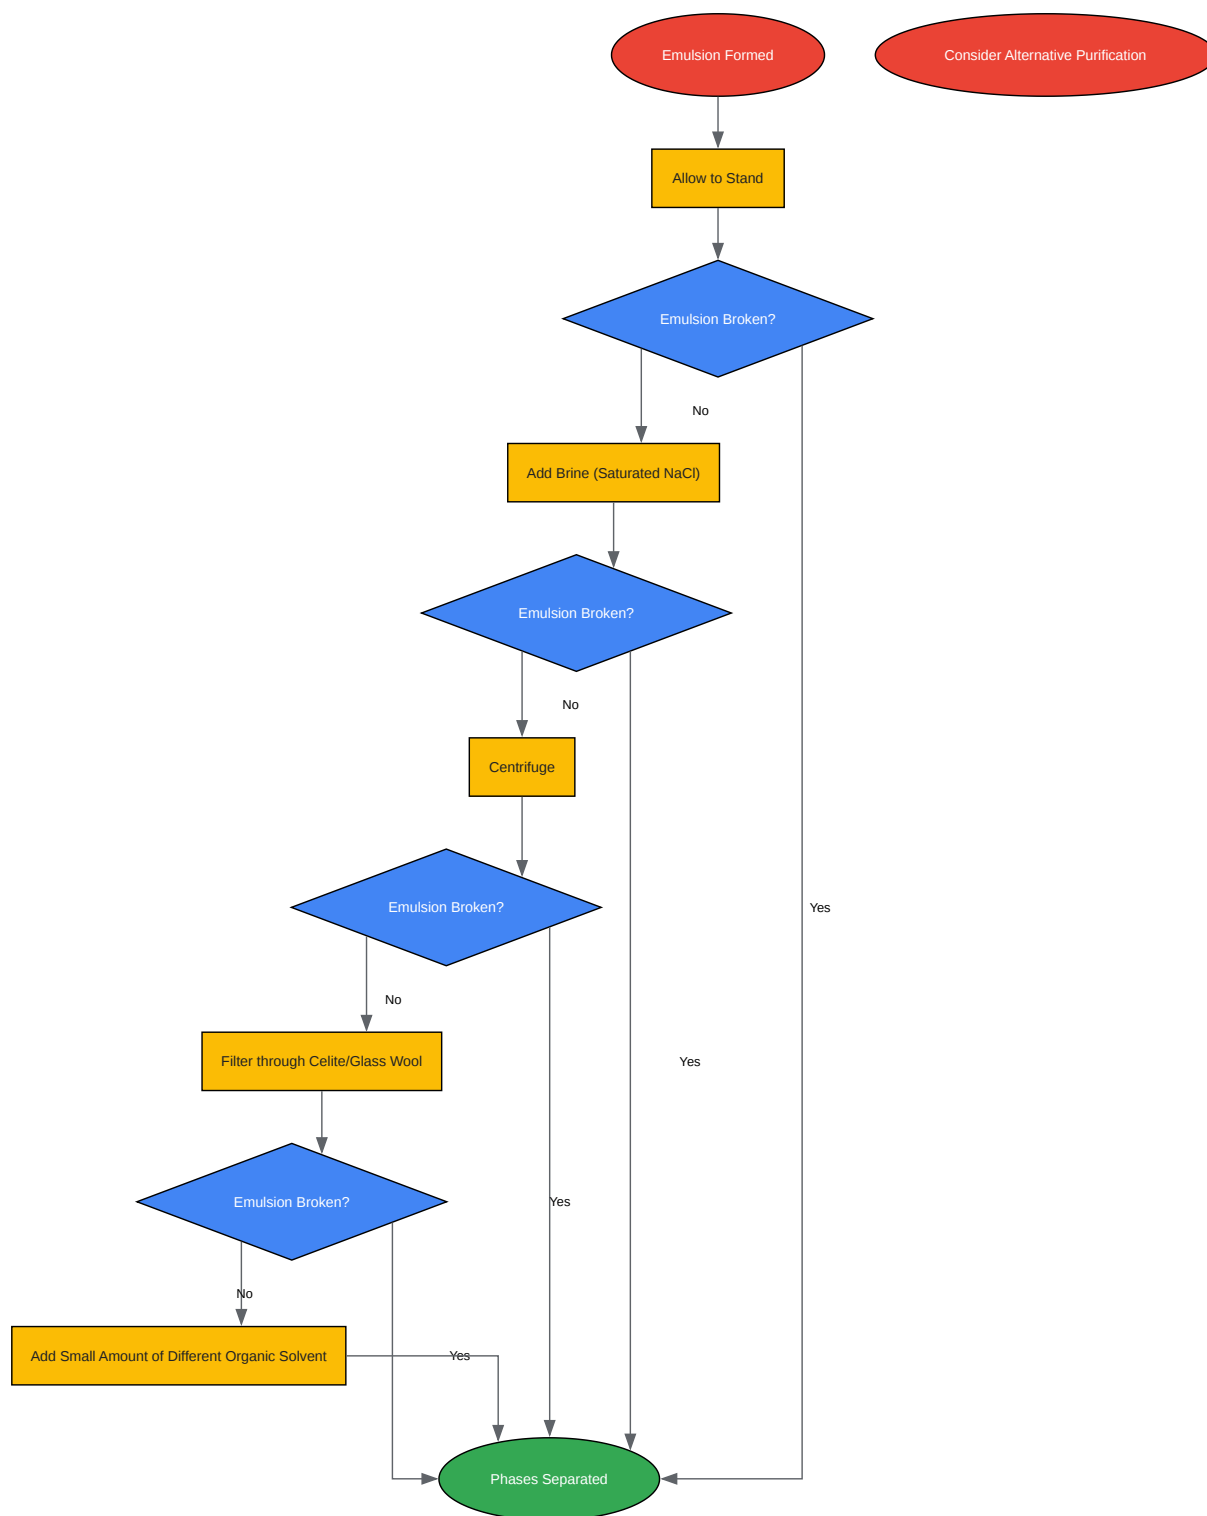 Emulsion Formed
Consider Alternative Purification
Allow to Stand
Emulsion Broken?
No
Add Brine (Saturated NaCl)
Emulsion Broken?
No
Centrifuge
Emulsion Broken?
Yes
No
Filter through Celite/Glass Wool
Yes
Emulsion Broken?
Yes
No
Add Small Amount of Different Organic Solvent
Yes
Phases Separated